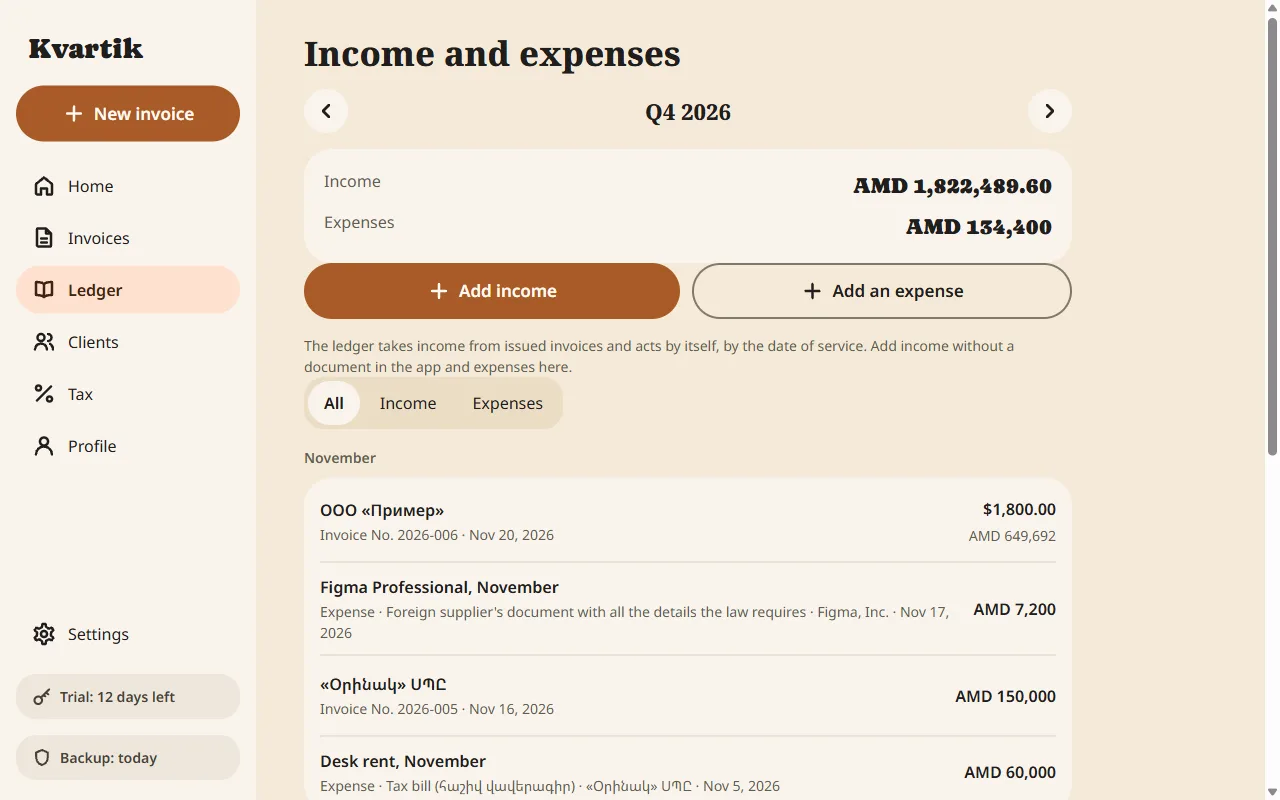 Kvartik
New invoice
Home
Invoices
Ledger
Clients
Tax
Profile
Settings
Trial: 12 days left
Backup: today
Income and expenses
Q4 2026
Income
AMD 1,822,489.60
Expenses
AMD 134,400
Add income
Add an expense
The ledger takes income from issued invoices and acts by itself, by the date of service. Add income without a
document in the app and expenses here.
All
Income
Expenses
November
ООО «Пример»
$1,800.00
Invoice No. 2026-006 · Nov 20, 2026
AMD 649,692
Figma Professional, November
Expense · Foreign supplier's document with all the details the law requires · Figma, Inc. · Nov 17,
2026
AMD 7,200
«Օրինակ» ՍՊԸ
Invoice No. 2026-005 · Nov 16, 2026
AMD 150,000
Desk rent, November
Expense · Tax bill (հաշիվ վավերագիր) · «Օրինակ» ՍՊԸ · Nov 5, 2026
AMD 60,000